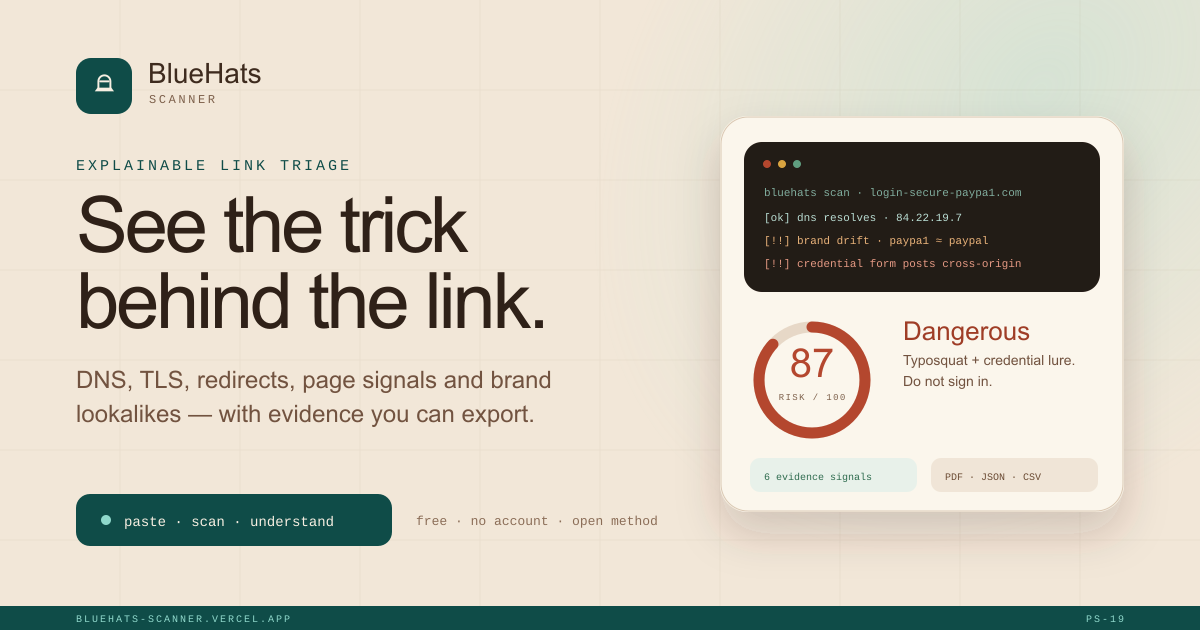 BlueHats
SCANNER
EXPLAINABLE LINK TRIAGE
See the trick
behind the link.
DNS, TLS, redirects, page signals and brand
lookalikes — with evidence you can export.
paste · scan · understand
free · no account · open method
bluehats scan · login-secure-paypa1.com
[ok] dns resolves · 84.22.19.7
[!!] brand drift · paypa1 ≈ paypal
[!!] credential form posts cross-origin
87
RISK / 100
Dangerous
Typosquat + credential lure.
Do not sign in.
6 evidence signals
PDF · JSON · CSV
BLUEHATS-SCANNER.VERCEL.APP
PS-19